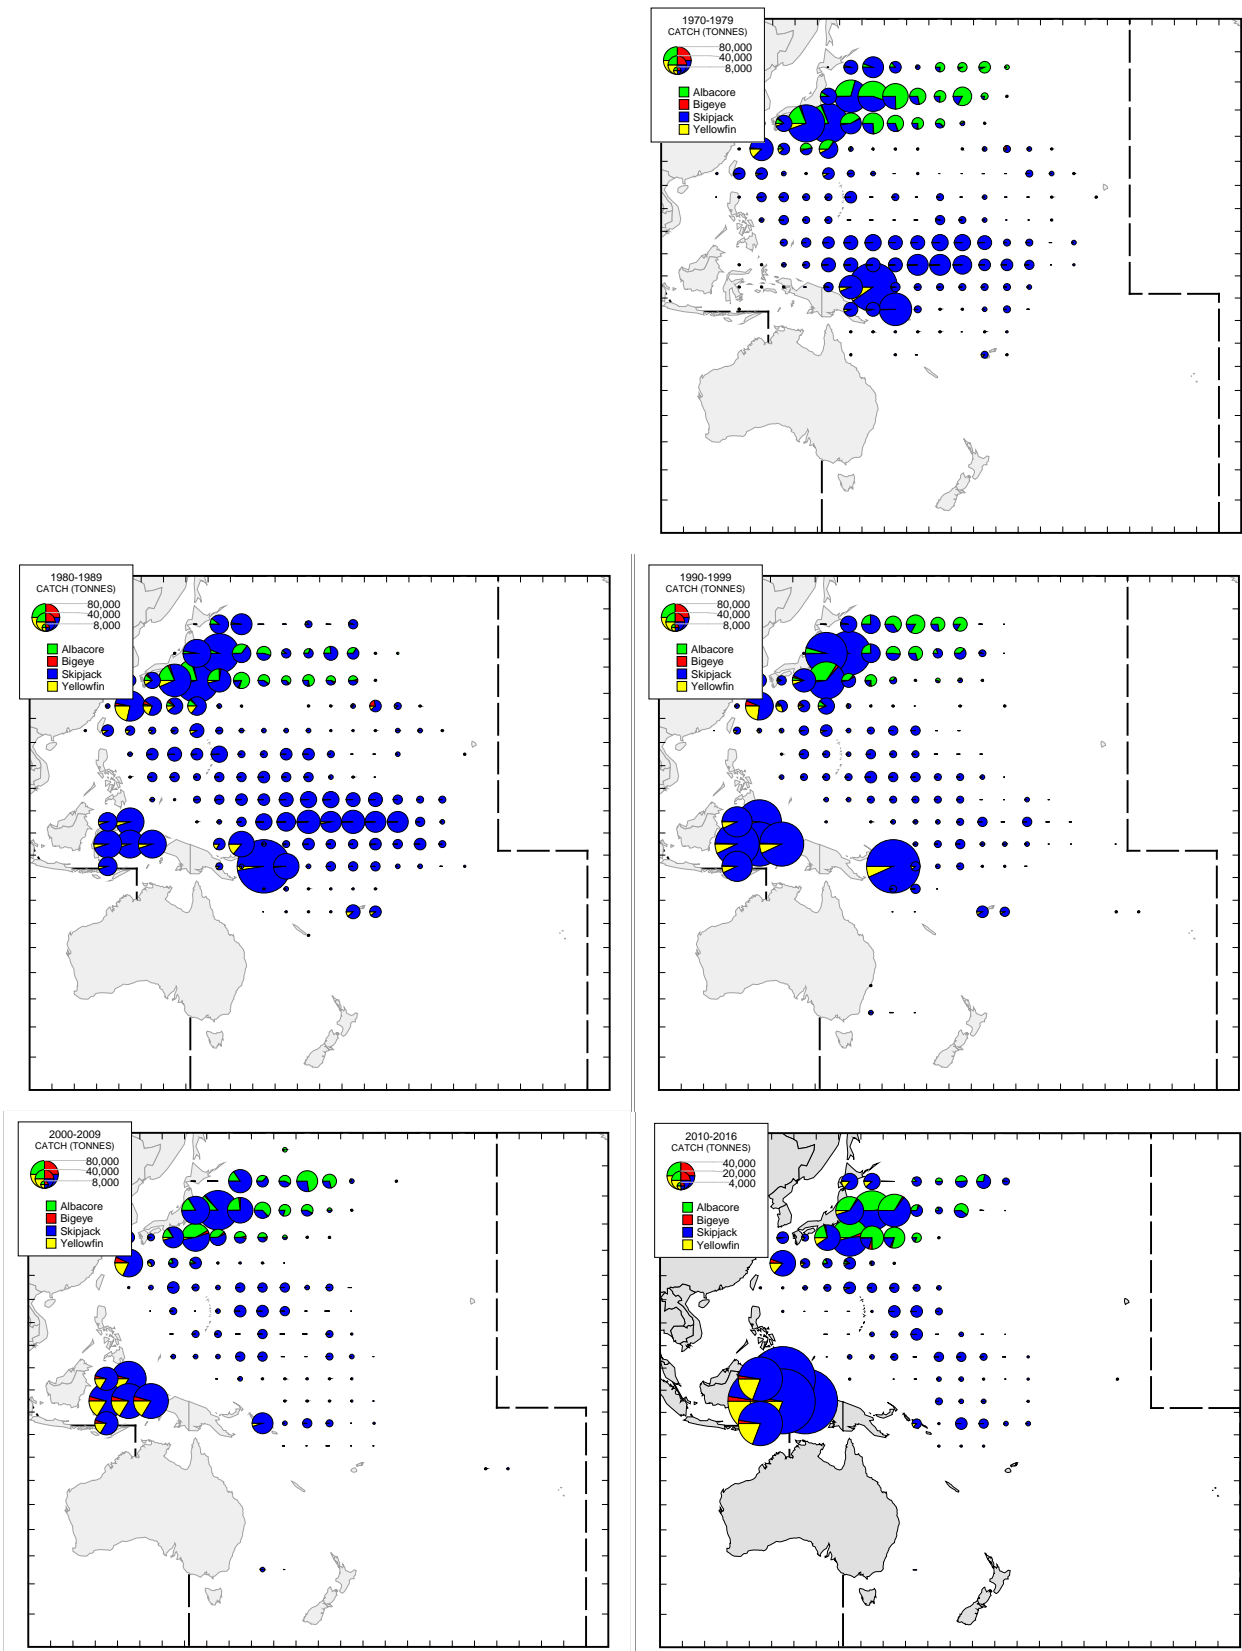 1970-1979
CATCH (TONNES)
80,000
40,000
8,000
Albacore
Bigeye
Skipjack
Yellowfin
1980-1989
CATCH (TONNES)
80,000
40,000
8,000
Albacore
Bigeye
Skipjack
Yellowfin
1990-1999
CATCH (TONNES)
80,000
40,000
8,000
Albacore
Bigeye
Skipjack
Yellowfin
2000-2009
CATCH (TONNES)
80,000
40,000
8,000
Albacore
Bigeye
Skipjack
Yellowfin
2010-2016
CATCH (TONNES)
40,000
20,000
4,000
Albacore
Bigeye
Skipjack
Yellowfin